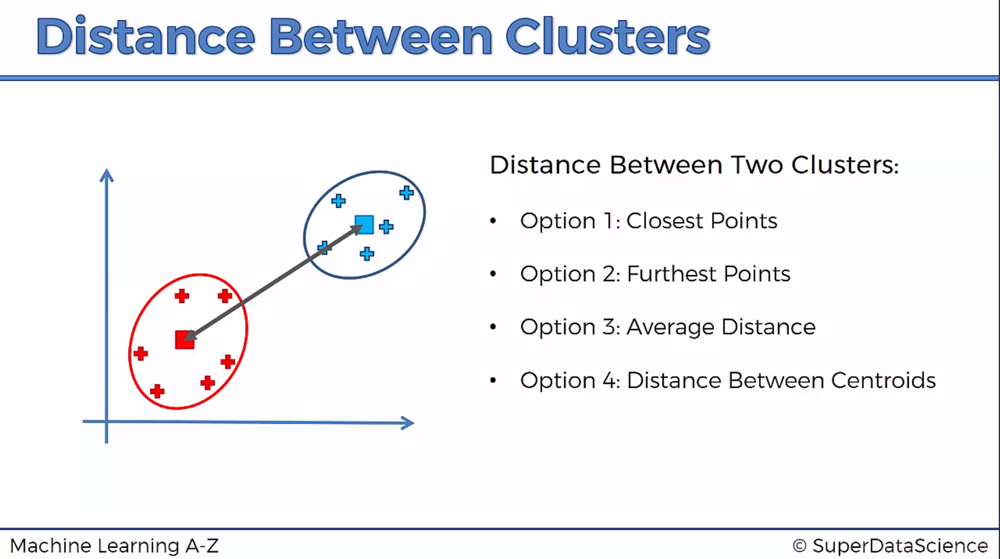 Distance Between Clusters
Distance Between Two Clusters:
• Option 1: Closest Points
• Option 2: Furthest Points
• Option 3: Average Distance
• Option 4: Distance Between Centroids
Machine Learning A-Z
© SuperDataScience